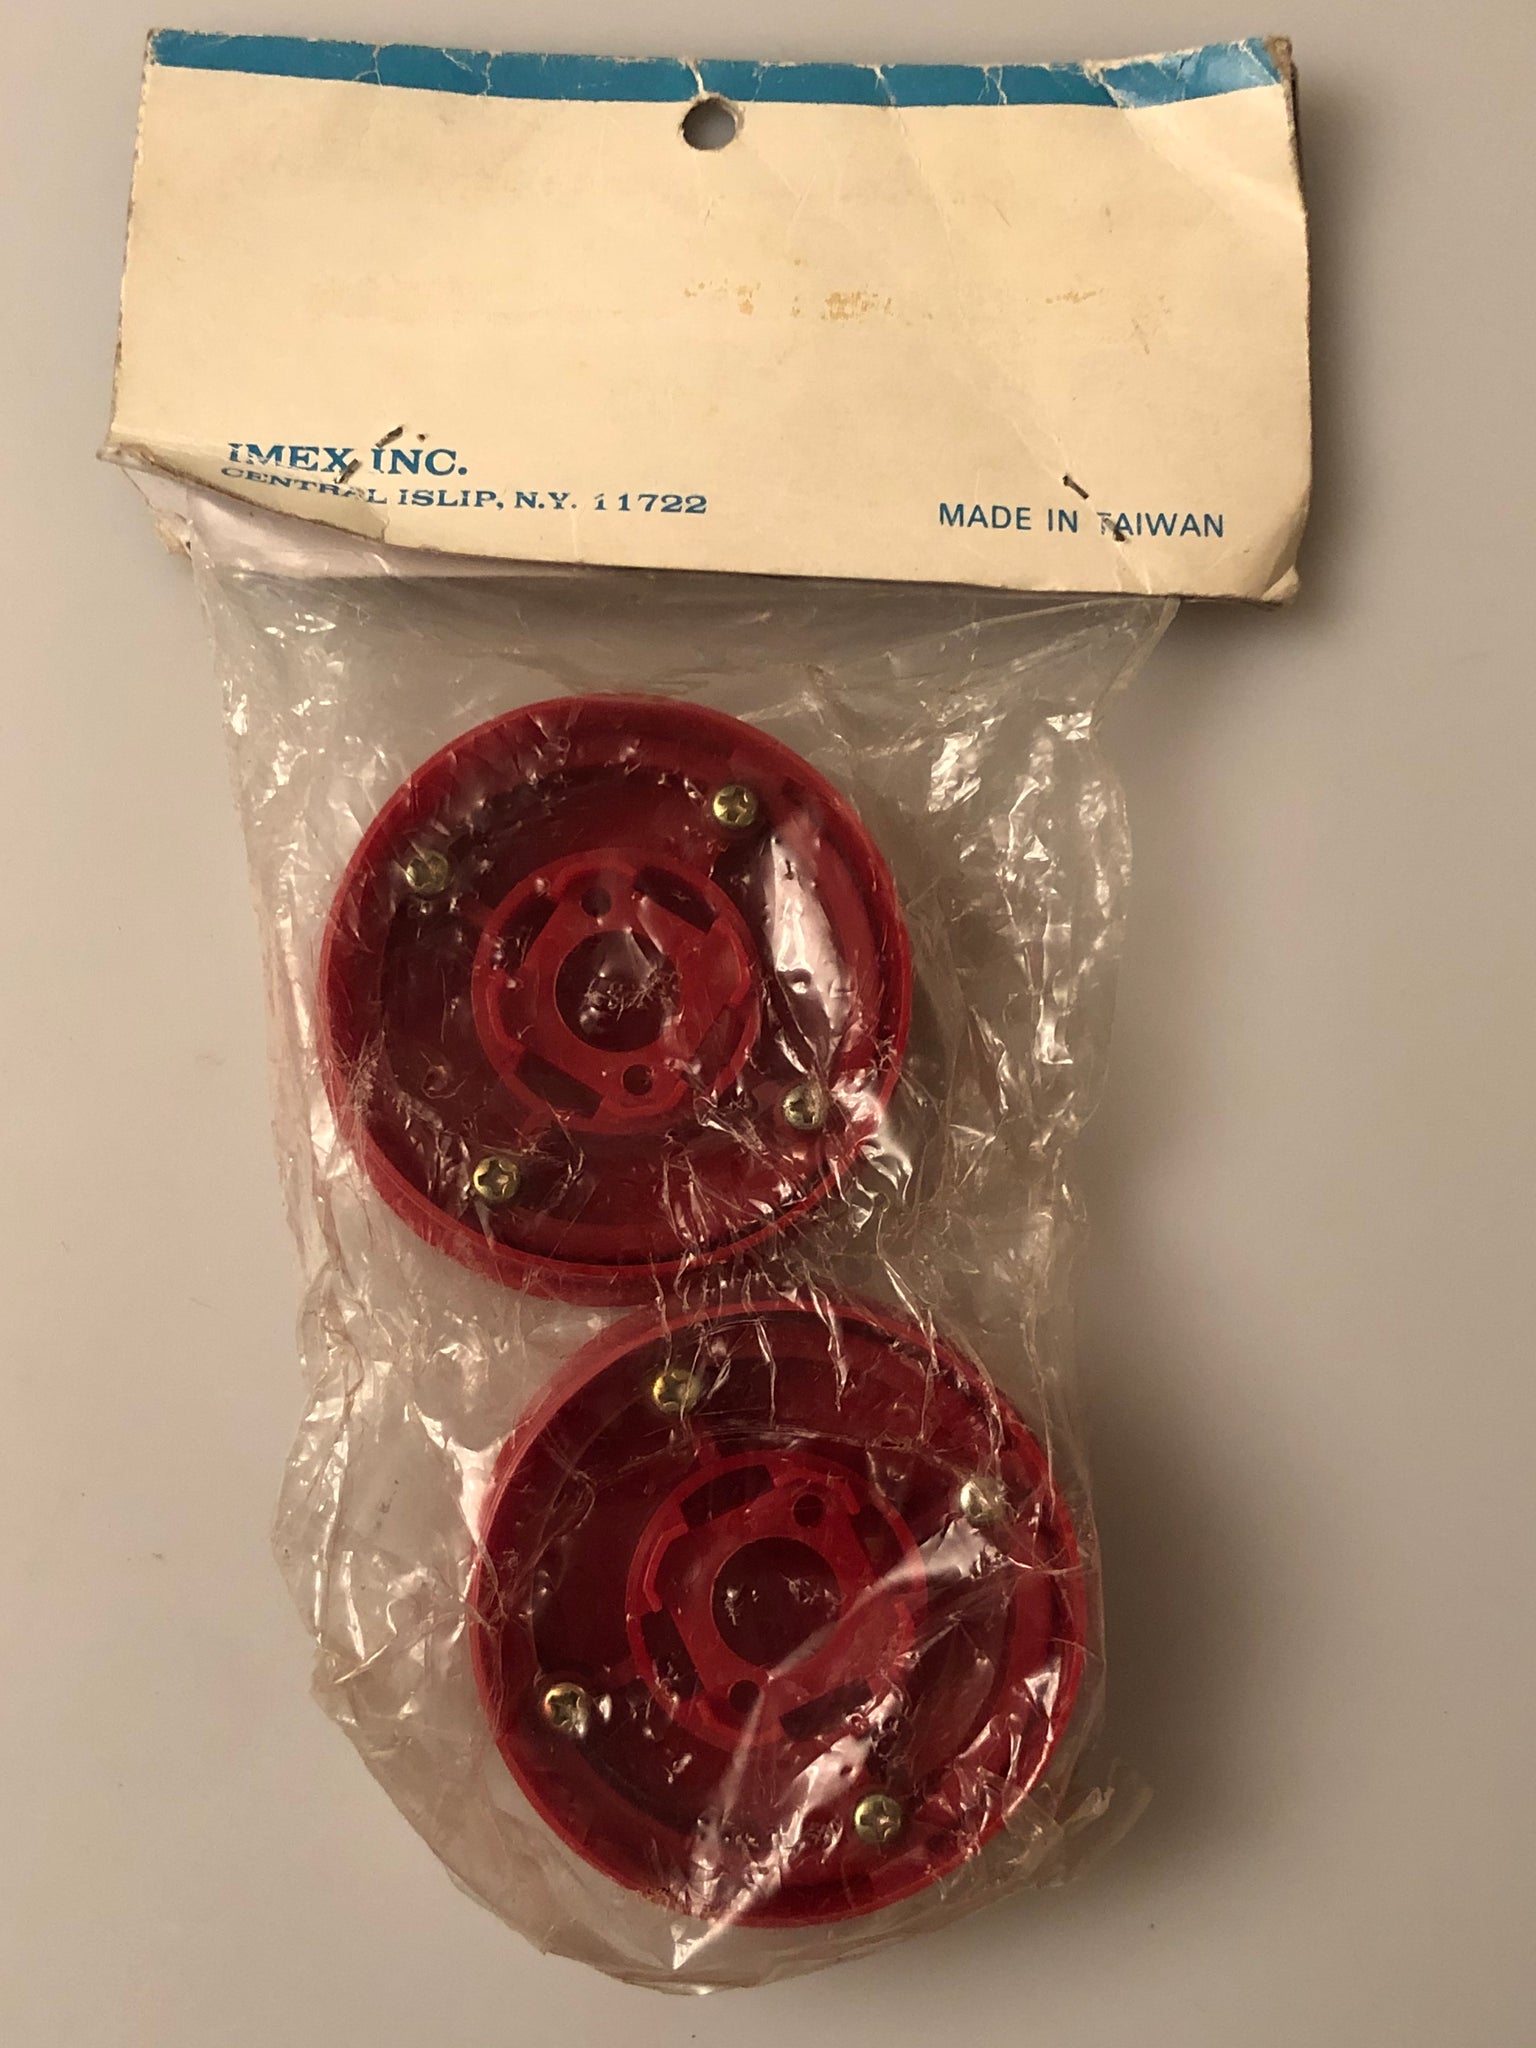 IMEX INC.
CENTRAL ISLIP, N.Y. 11722
MADE IN TAIWAN